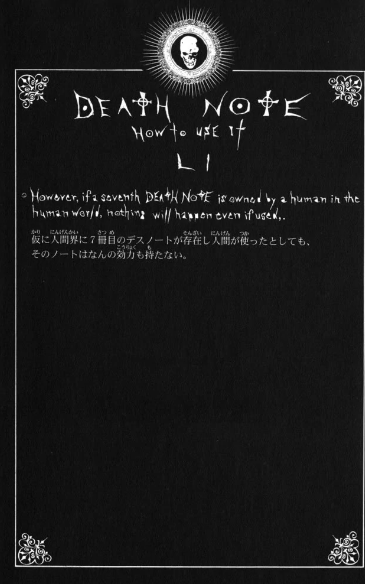 DEATH NOTE
HOW to USE It
LI
○ However, if a seventh DEATH NOTE is owned by a human in the
human world, nothing will happen even if used..
仮に人間界に7冊目のデスノートが存在し人間が使ったとしても、
そのノートはなんの効力も持たない。